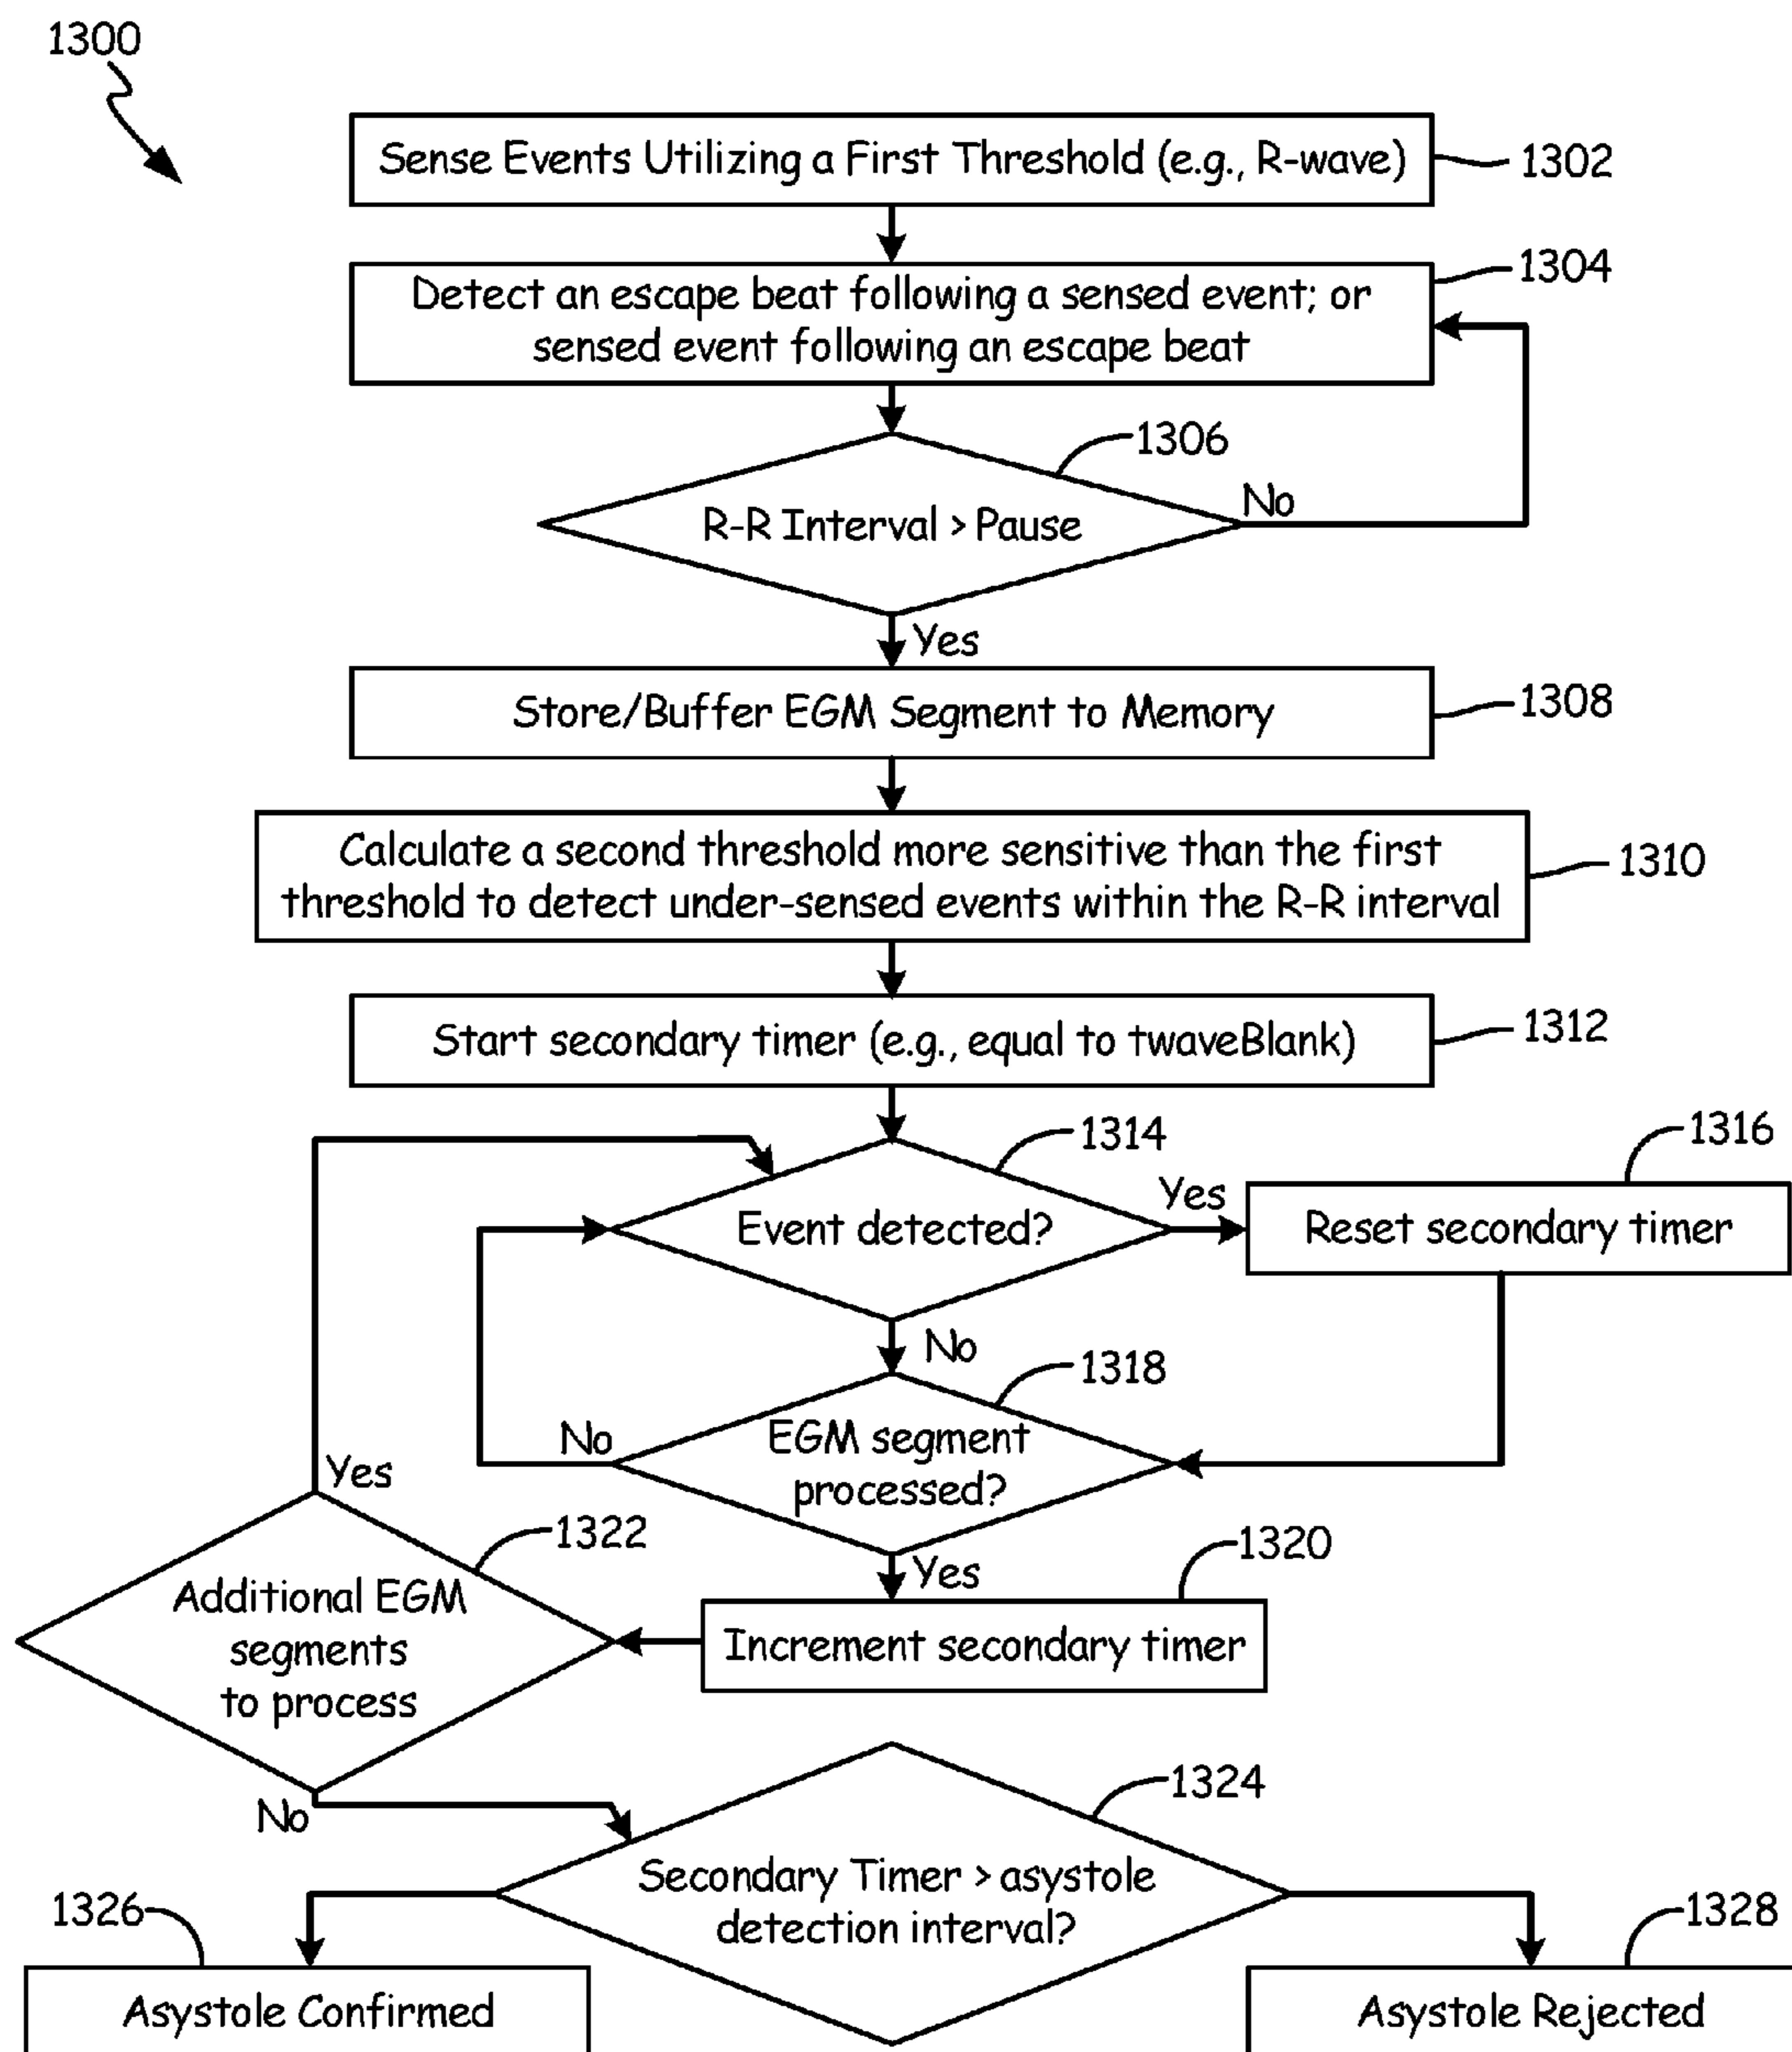 1300
Sense Events Utilizing a First Threshold (e.g., R-wave)
1302
1304
Detect an escape beat following a sensed event; or
sensed event following an escape beat
1306
R-R Interval > Pause
No
Yes
Store/Buffer EGM Segment to Memory
1308
Calculate a second threshold more sensitive than the first
threshold to detect under-sensed events within the R-R interval
1310
Start secondary timer (e.g., equal to twaveBlank)
1312
1314
1316
Event detected?
Yes
Reset secondary timer
No
1318
EGM segment
processed?
No
Yes
1320
Increment secondary timer
Yes
1322
Additional EGM
segments
to process
No
1324
Secondary Timer > asystole
detection interval?
1326
Asystole Confirmed
1328
Asystole Rejected